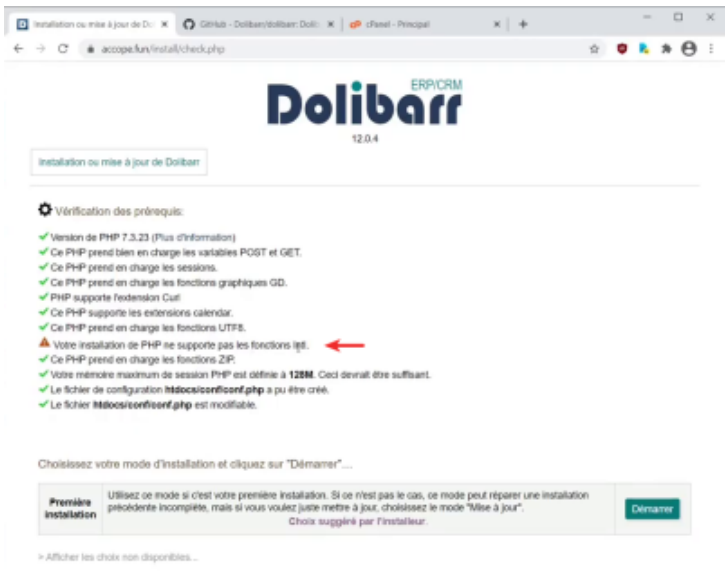 Installation ou mise à jour de Do
GitHub - Dolibarr/dolibarr: Doli
cPanel - Principal
accope.fun/install/check.php
Dolibarr
ERP/CRM
12.0.4
Installation ou mise à jour de Dolibarr
Vérification des prérequis:
Version de PHP 7.3.23 (Plus d'information)
Ce PHP prend bien en charge les variables POST et GET.
Ce PHP prend en charge les sessions.
Ce PHP prend en charge les fonctions graphiques GD.
PHP supporte l'extension Curl
Ce PHP supporte les extensions calendar.
Ce PHP prend en charge les fonctions UTF8.
Votre installation de PHP ne supporte pas les fonctions Intl.
Ce PHP prend en charge les fonctions ZIP.
Votre mémoire maximum de session PHP est définie à 128M. Ceci devrait être suffisant.
Le fichier de configuration htdocs/conf/conf.php a pu être créé.
Le fichier htdocs/conf/conf.php est modifiable.
Choisissez votre mode d'installation et cliquez sur "Démarrer"....
Première installation
Utilisez ce mode si c'est votre première installation. Si ce n'est pas le cas, ce mode peut réparer une installation
précédente incomplète, mais si vous voulez juste mettre à jour, choisissez le mode "Mise à jour".
Choix suggéré par l'installeur.
Démarrer
> Afficher les choix non disponibles...